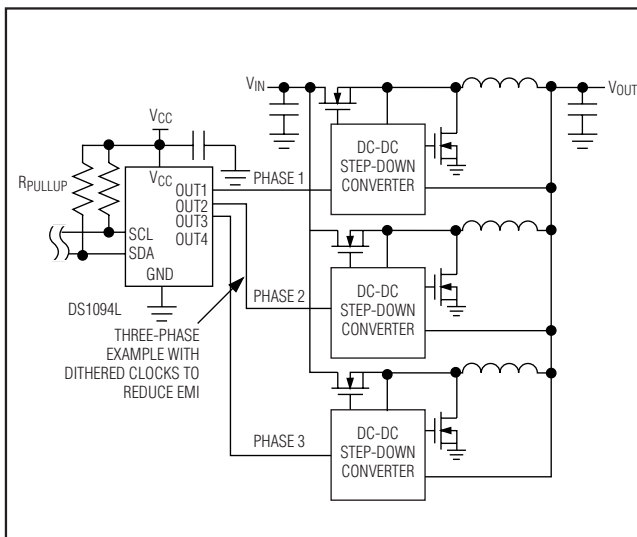 VIN
VOUT
VCC
RPULLUP
VCC
OUT1
OUT2
OUT3
OUT4
SCL
SDA
GND
DS1094L
PHASE 1
DC-DC
STEP-DOWN
CONVERTER
PHASE 2
DC-DC
STEP-DOWN
CONVERTER
THREE-PHASE
EXAMPLE WITH
DITHERED CLOCKS TO
REDUCE EMI
PHASE 3
DC-DC
STEP-DOWN
CONVERTER